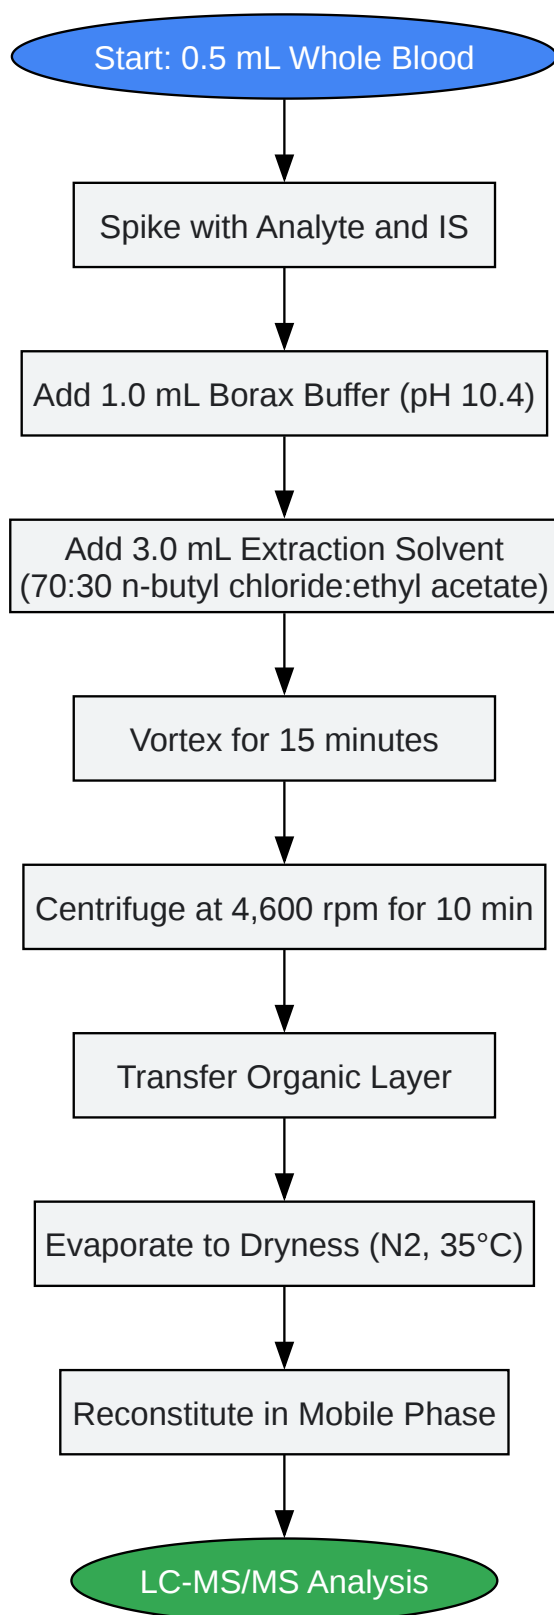 Start: 0.5 mL Whole Blood
Spike with Analyte and IS
Add 1.0 mL Borax Buffer (pH 10.4)
Add 3.0 mL Extraction Solvent
(70:30 n-butyl chloride:ethyl acetate)
Vortex for 15 minutes
Centrifuge at 4,600 rpm for 10 min
Transfer Organic Layer
Evaporate to Dryness (N2, 35°C)
Reconstitute in Mobile Phase
LC-MS/MS Analysis